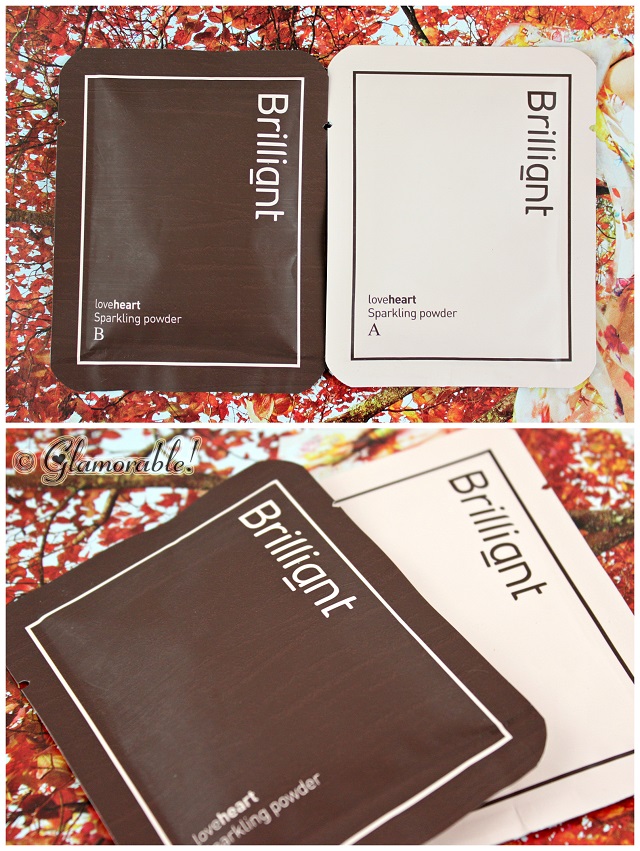 Brilliant
loveheart
Sparkling powder
B
Brilliant
loveheart
Sparkling powder
A
© Glamorable!
Brilliant
loveheart
Sparkling powder
Brilliant